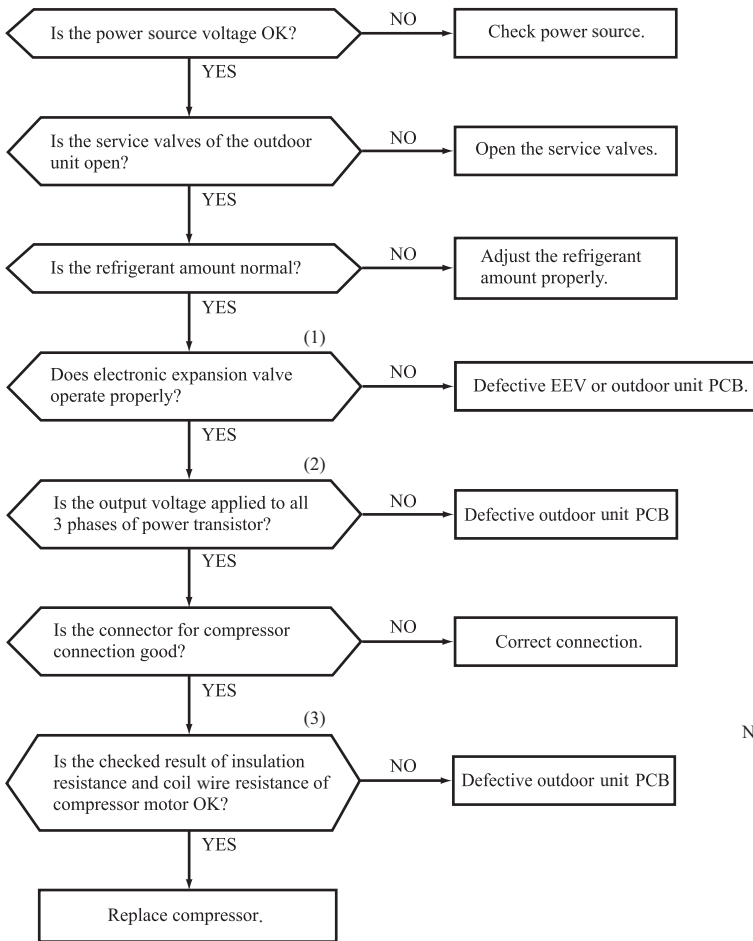 Is the power source voltage OK?
NO
Check power source.
YES
Is the service valves of the outdoor
unit open?
NO
Open the service valves.
YES
Is the refrigerant amount normal?
NO
Adjust the refrigerant
amount properly.
YES
(1)
Does electronic expansion valve
operate properly?
NO
Defective EEV or outdoor unit PCB.
YES
(2)
Is the output voltage applied to all
3 phases of power transistor?
NO
Defective outdoor unit PCB
YES
Is the connector for compressor
connection good?
NO
Correct connection.
YES
(3)
Is the checked result of insulation
resistance and coil wire resistance of
compressor motor OK?
NO
Defective outdoor unit PCB
N
YES
Replace compressor.